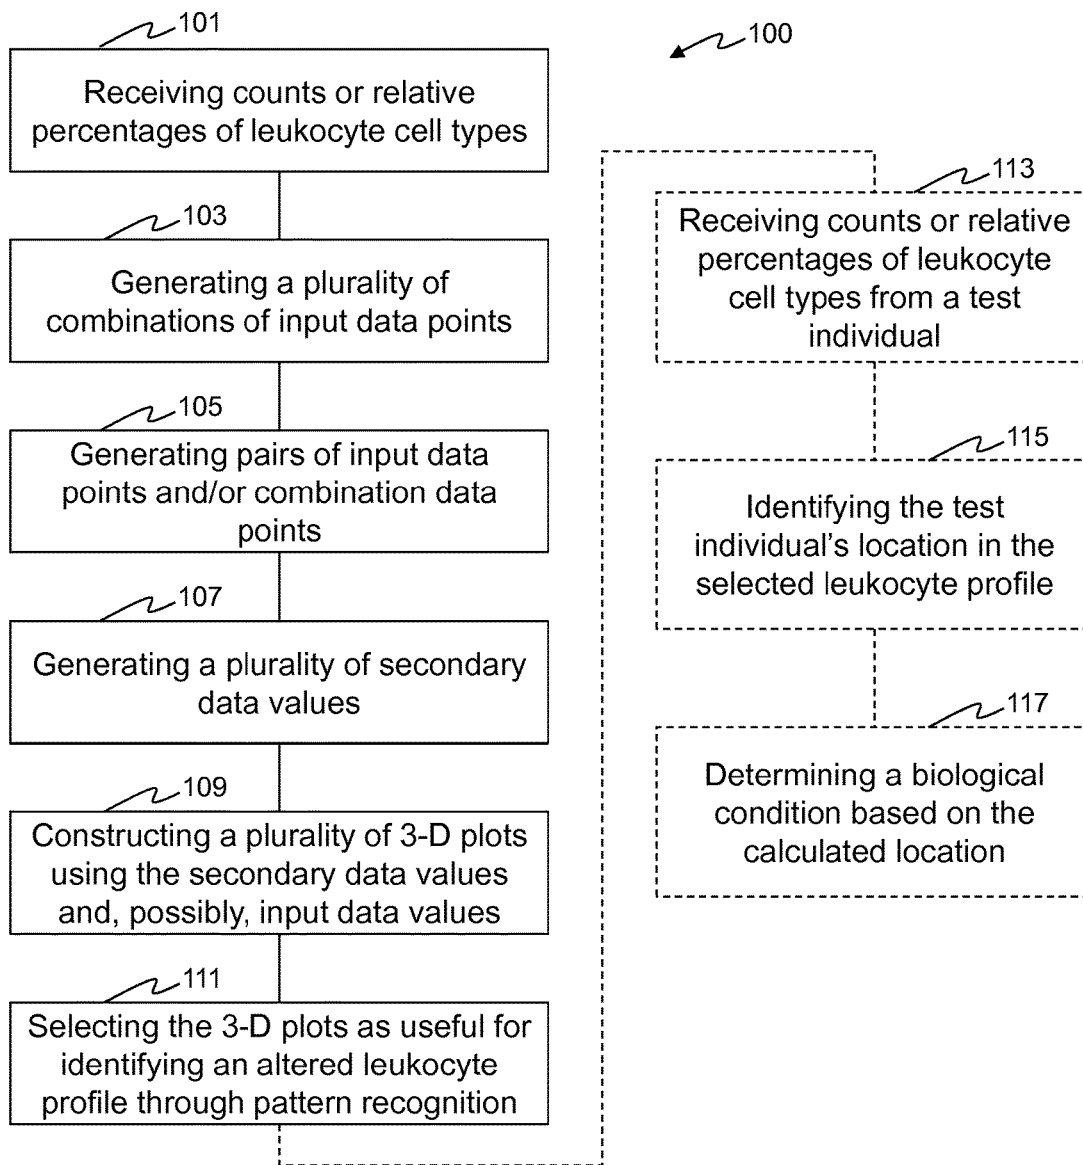 101
Receiving counts or relative
percentages of leukocyte cell types
103
Generating a plurality of
combinations of input data points
105
Generating pairs of input data
points and/or combination data
points
107
Generating a plurality of secondary
data values
109
Constructing a plurality of 3-D plots
using the secondary data values
and, possibly, input data values
111
Selecting the 3-D plots as useful for
identifying an altered leukocyte
profile through pattern recognition
100
113
Receiving counts or relative
percentages of leukocyte
cell types from a test
individual
115
Identifying the test
individual's location in the
selected leukocyte profile
117
Determining a biological
condition based on the
calculated location